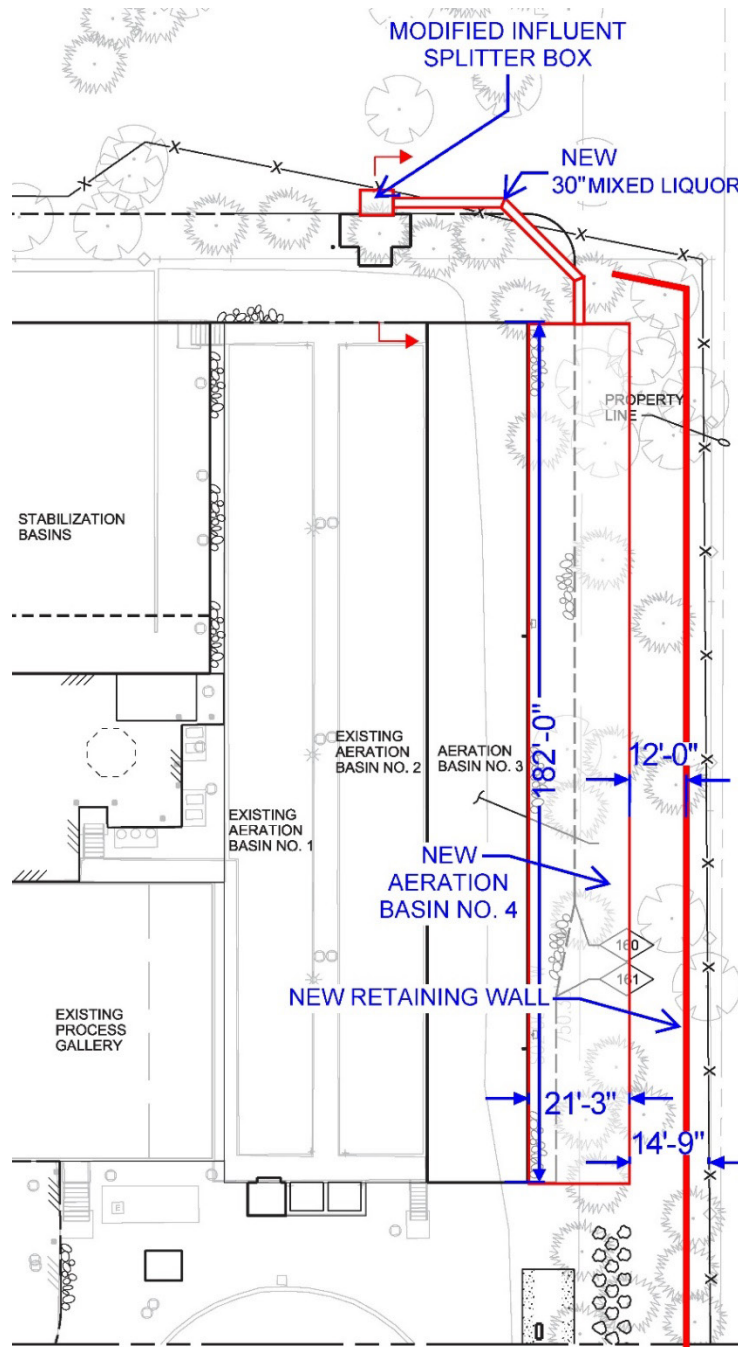 MODIFIED INFLUENT
SPLITTER BOX
NEW
30"MIXED LIQUOR
PROPERTY
LINE
STABILIZATION
BASINS
182'-0"
12'-0"
EXISTING
AERATION
BASIN NO. 2
AERATION
BASIN NO. 3
EXISTING
AERATION
BASIN NO. 1
NEW
AERATION
BASIN NO. 4
160
161
NEW RETAINING WALL
EXISTING
PROCESS
GALLERY
21'-3"
14'-9"
E